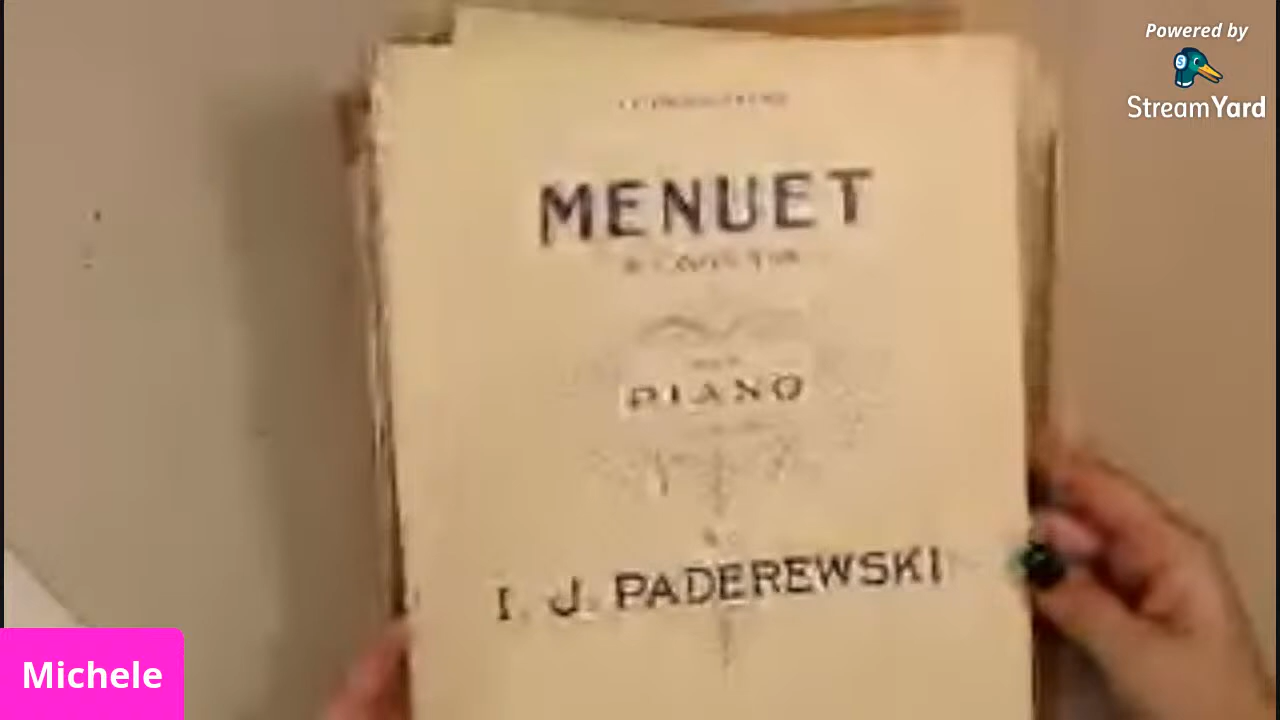 Powered by
StreamYard
MENUET
PIANO
I. J. PADEREWSKI
Michele